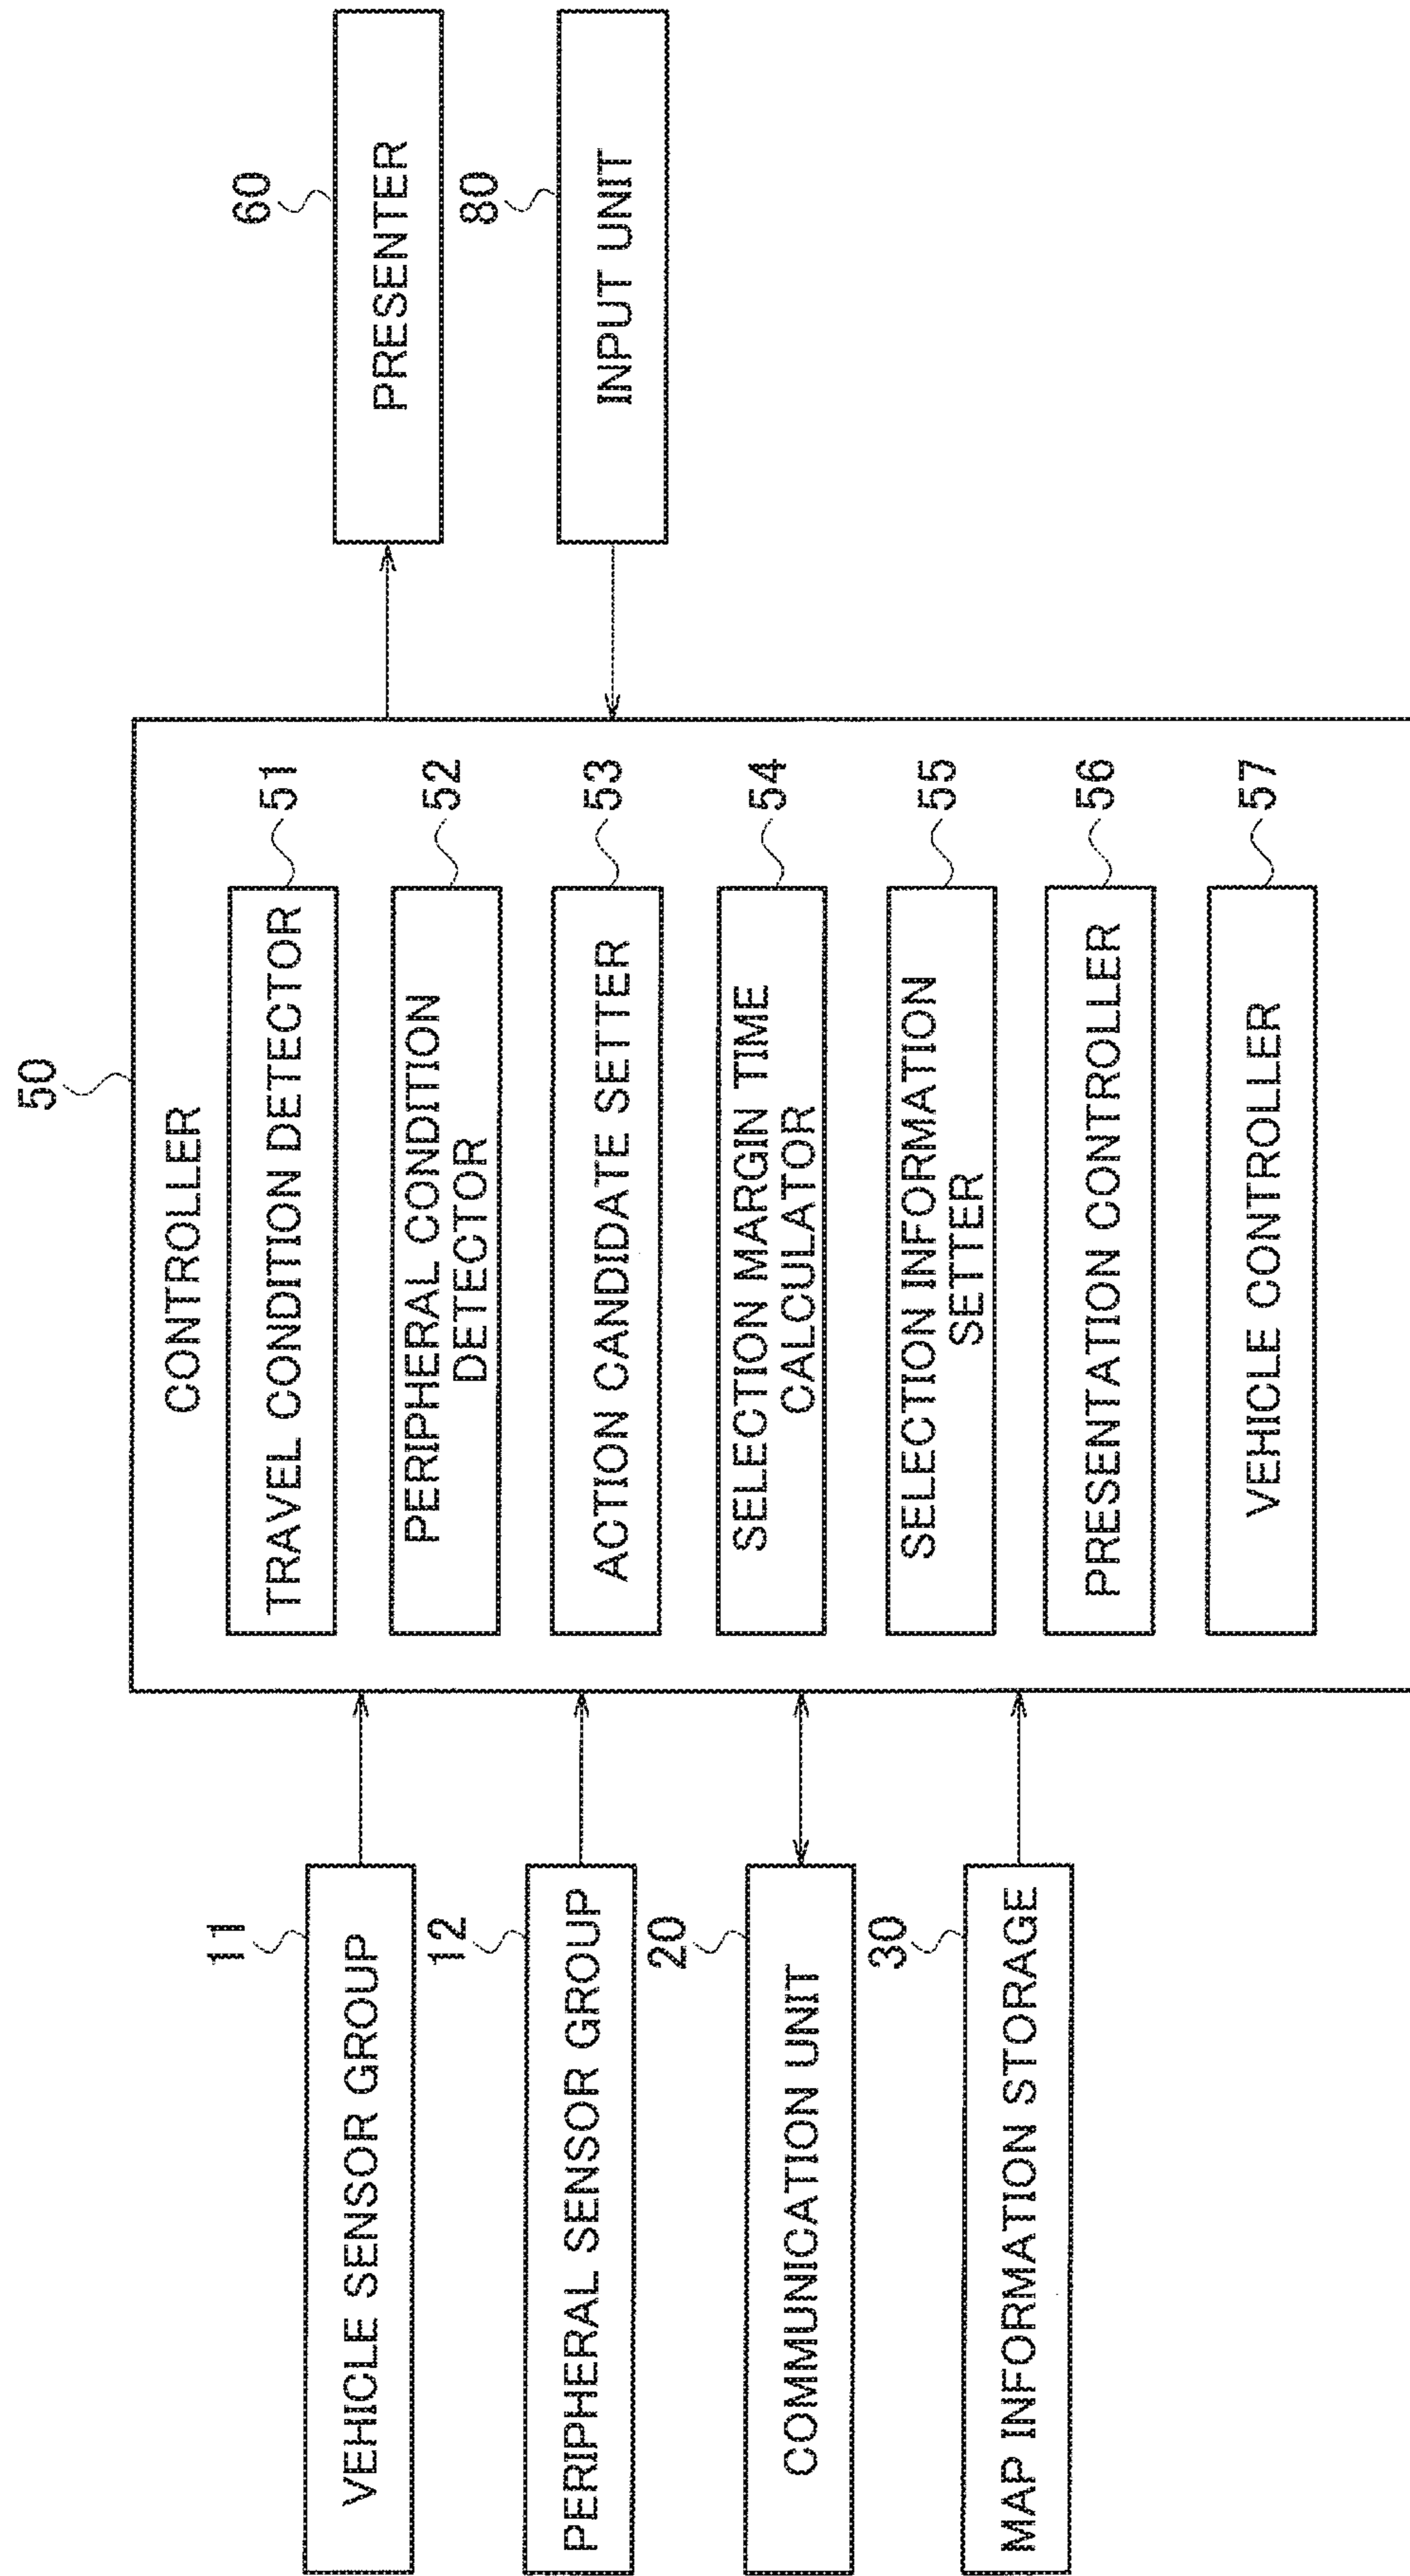 11
VEHICLE SENSOR GROUP
12
PERIPHERAL SENSOR GROUP
20
COMMUNICATION UNIT
30
MAP INFORMATION STORAGE
50
CONTROLLER
TRAVEL CONDITION DETECTOR
51
PERIPHERAL CONDITION
DETECTOR
52
ACTION CANDIDATE SETTER
53
SELECTION MARGIN TIME
CALCULATOR
54
SELECTION INFORMATION
SETTER
55
PRESENTATION CONTROLLER
56
VEHICLE CONTROLLER
57
60
PRESENTER
80
INPUT UNIT